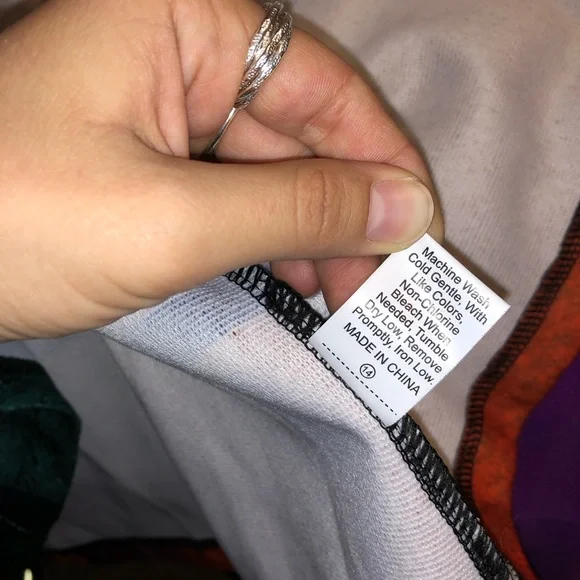 Machine Wash
Cold Gentle, With
Like Colors,
Non-Chlorine
Bleach When
Needed, Tumble
Dry Low, Remove
Promptly, Iron Low.
MADE IN CHINA
14